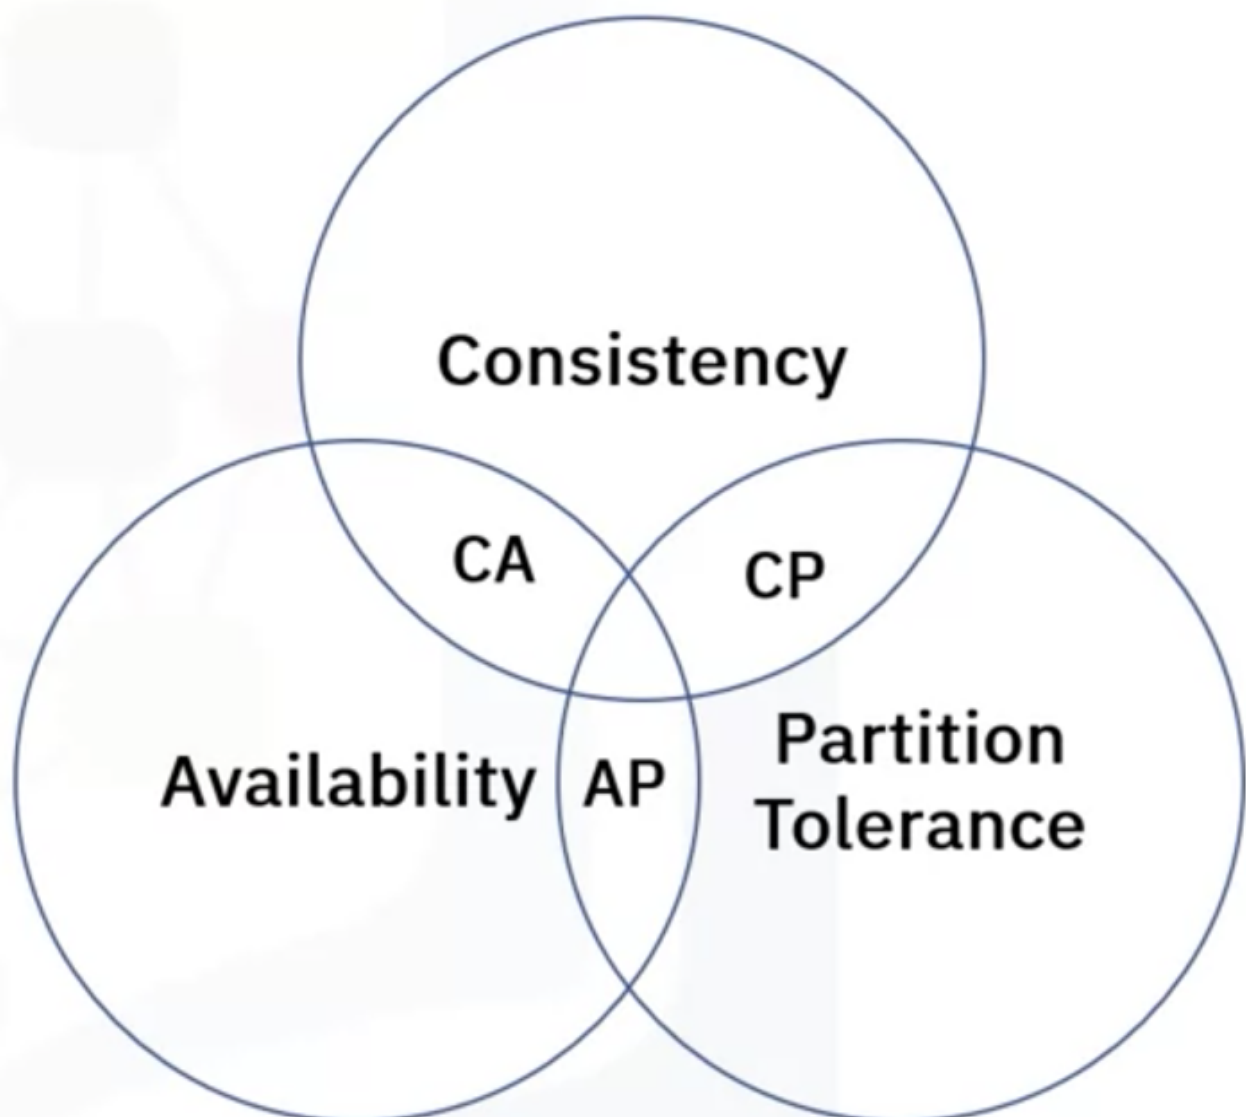 Consistency
CA
CP
Availability
AP
Partition
Tolerance